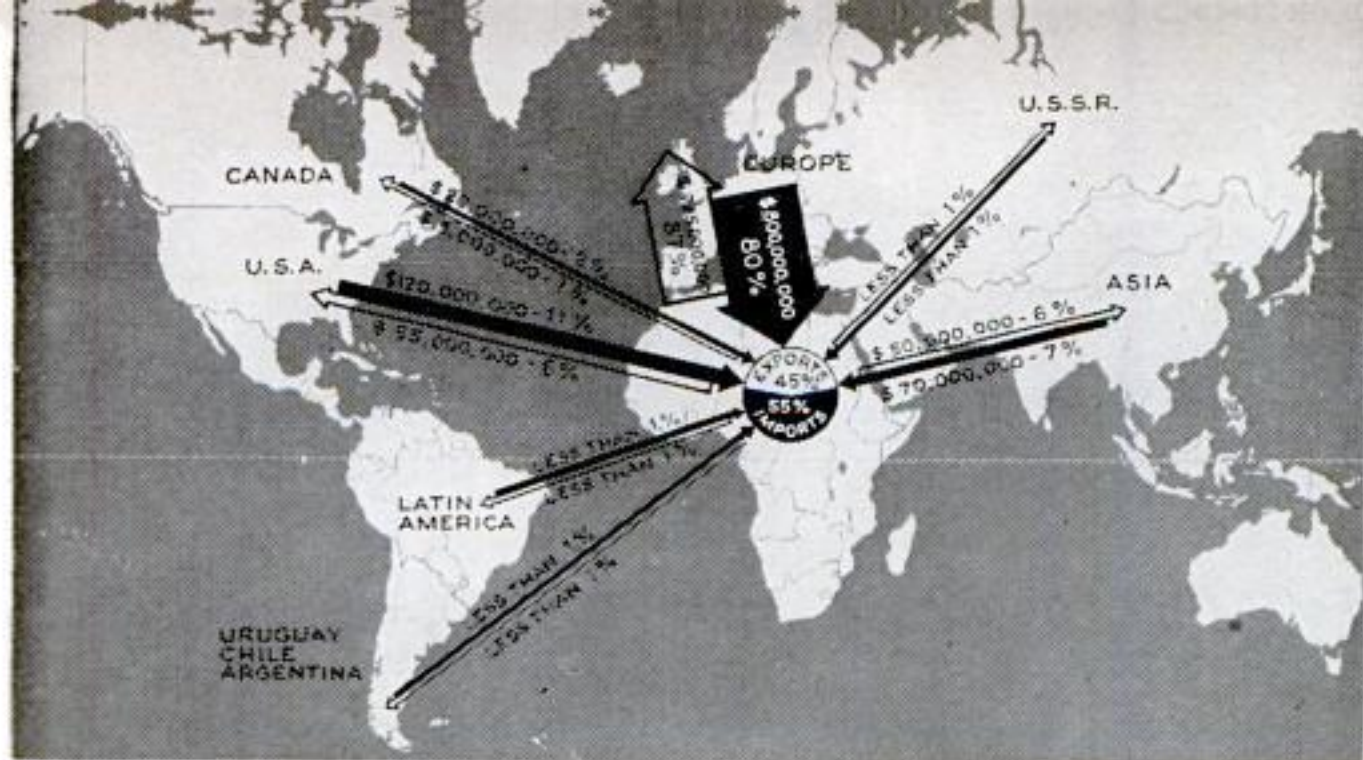 U.S.S.R.
EUROPE
CANADA
U.S.A.
ASIA
$800,000,000
80%
87%
$120,000,000 - 11%
$55,000,000 - 6%
LESS THAN 1%
LESS THAN 1%
$50,000,000 - 6%
$70,000,000 - 7%
EXPORTS
45%
55%
IMPORTS
LESS THAN 1%
LESS THAN 1%
LATIN
AMERICA
LESS THAN 1%
LESS THAN 1%
URUGUAY
CHILE
ARGENTINA